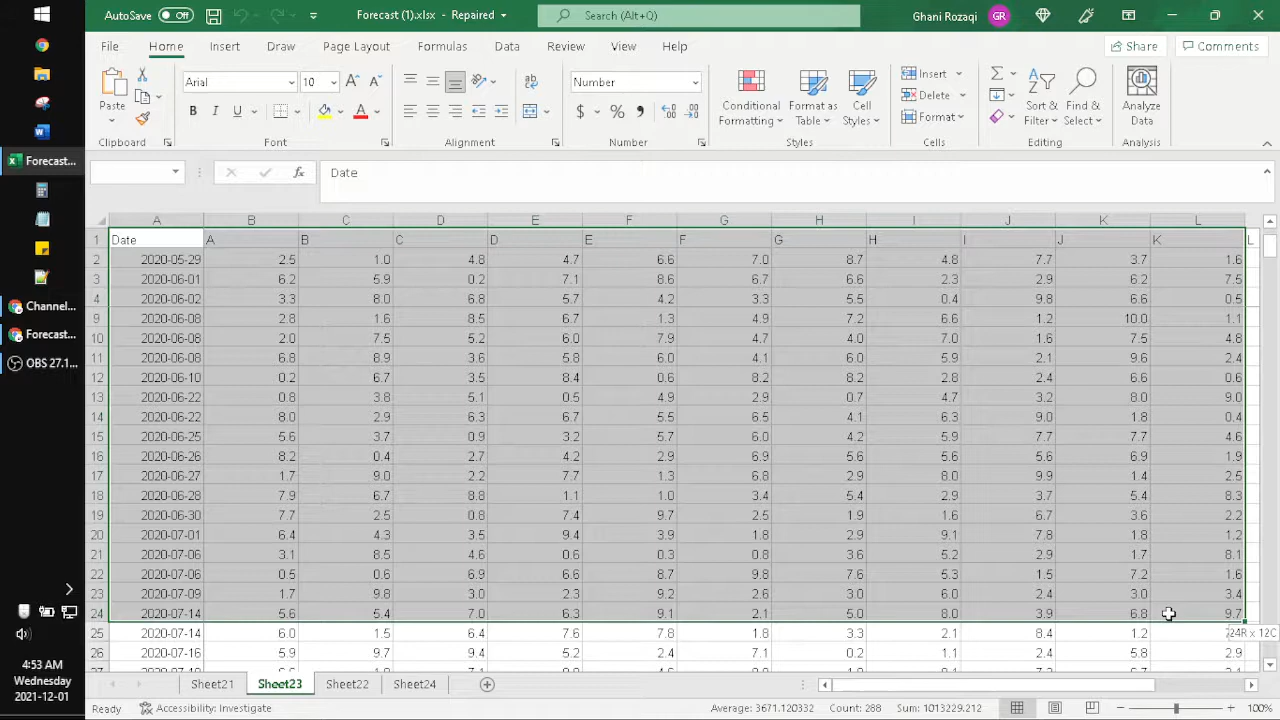 AutoSave Off Forecast (1).xlsx - Repaired Search (Alt+Q) Ghani Rozaqi GR
File Home Insert Draw Page Layout Formulas Data Review View Help Share Comments
Arial 10 Number Insert
Paste Conditional Format as Cell Delete Sort & Find & Analyze
Formatting Table Styles Format Filter Select Data
Clipboard Font Alignment Number Styles Cells Editing Analysis
Forecast...
Date
A B C D E F G H I J K L
1 Date A B C D E F G H I J K L
2 2020-05-29 2.5 1.0 4.8 4.7 6.6 7.0 8.7 4.8 7.7 3.7 1.6
3 2020-06-01 6.2 5.9 0.2 7.1 8.6 6.7 6.6 2.3 2.9 6.2 7.5
4 2020-06-02 3.3 8.0 6.8 5.7 4.2 3.3 5.5 0.4 9.8 6.6 0.5
9 2020-06-08 2.8 1.6 8.5 6.7 1.3 4.9 7.2 6.6 1.2 10.0 1.1
10 2020-06-08 2.0 7.5 5.2 6.0 7.9 4.7 4.0 7.0 1.6 7.5 4.8
11 2020-06-08 6.8 8.9 3.3 5.8 6.0 4.1 6.0 5.9 2.1 9.6 2.4
12 2020-06-10 0.2 6.7 3.5 8.4 0.6 8.2 8.2 2.8 2.4 6.6 0.6
13 2020-06-22 0.8 3.8 5.1 0.5 4.9 2.9 0.7 4.7 3.2 8.0 9.0
14 2020-06-22 8.0 2.9 6.3 6.7 5.5 6.5 4.1 6.3 9.0 1.8 0.4
15 2020-06-25 5.6 3.7 0.9 3.2 5.7 6.0 4.2 5.9 7.7 7.7 4.6
16 2020-06-26 8.2 0.4 2.7 4.2 2.9 6.9 5.6 5.6 5.6 6.9 1.9
17 2020-06-27 1.7 9.0 2.2 7.7 1.3 6.8 2.9 8.0 9.9 1.4 2.5
18 2020-06-28 7.9 6.7 8.8 1.1 1.0 3.4 5.4 2.9 3.7 5.4 8.3
19 2020-06-30 7.7 2.5 0.8 7.4 9.7 2.5 1.9 1.6 6.7 3.6 2.2
20 2020-07-01 6.4 4.3 3.5 9.4 3.9 1.8 2.9 9.1 7.8 1.8 1.2
21 2020-07-06 3.1 8.5 4.6 0.6 0.3 0.8 3.6 5.2 2.9 1.7 8.1
22 2020-07-06 0.5 0.6 6.9 6.6 8.7 9.8 7.6 5.3 1.5 7.2 1.6
23 2020-07-09 1.7 9.8 3.0 2.3 9.2 2.6 3.0 6.0 2.4 3.0 3.4
24 2020-07-14 5.6 5.4 7.0 6.3 9.1 2.1 5.0 8.0 3.9 6.8 9.7
25 2020-07-14 6.0 1.5 6.4 7.6 7.8 1.8 3.3 2.1 8.4 1.2 24R x 12C
26 2020-07-16 5.9 9.7 9.4 5.2 2.4 7.1 0.2 1.1 2.4 5.8 2.9
Channel...
Forecast...
OBS 27.1...
Sheet21 Sheet23 Sheet22 Sheet24
Ready Accessibility: Investigate Average: 3671.120332 Count: 288 Sum: 1013229.212 100%
4:53 AM
Wednesday
2021-12-01